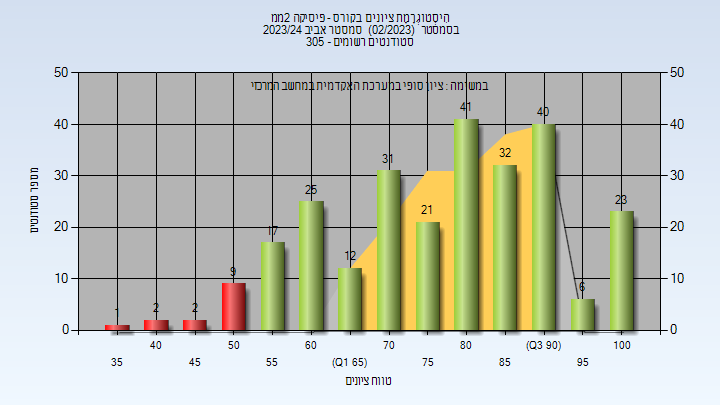 היסטוגרמת ציונים בקורס - פיסיקה 2ממ
בסמסטר (02/2023) סמסטר אביב 2023/24
סטודנטים רשומים - 305
במשימה : ציון סופי במערכת האקדמית במחשב המרכזי
מספר סטודנטים
50 50
40 40
30 30
20 20
10 10
0 0
1 2 2 9 17 25 12 31 21 41 32 40 6 23
40 50 60 70 80 (Q3 90) 100
35 45 55 (Q1 65) 75 85 95
טווח ציונים